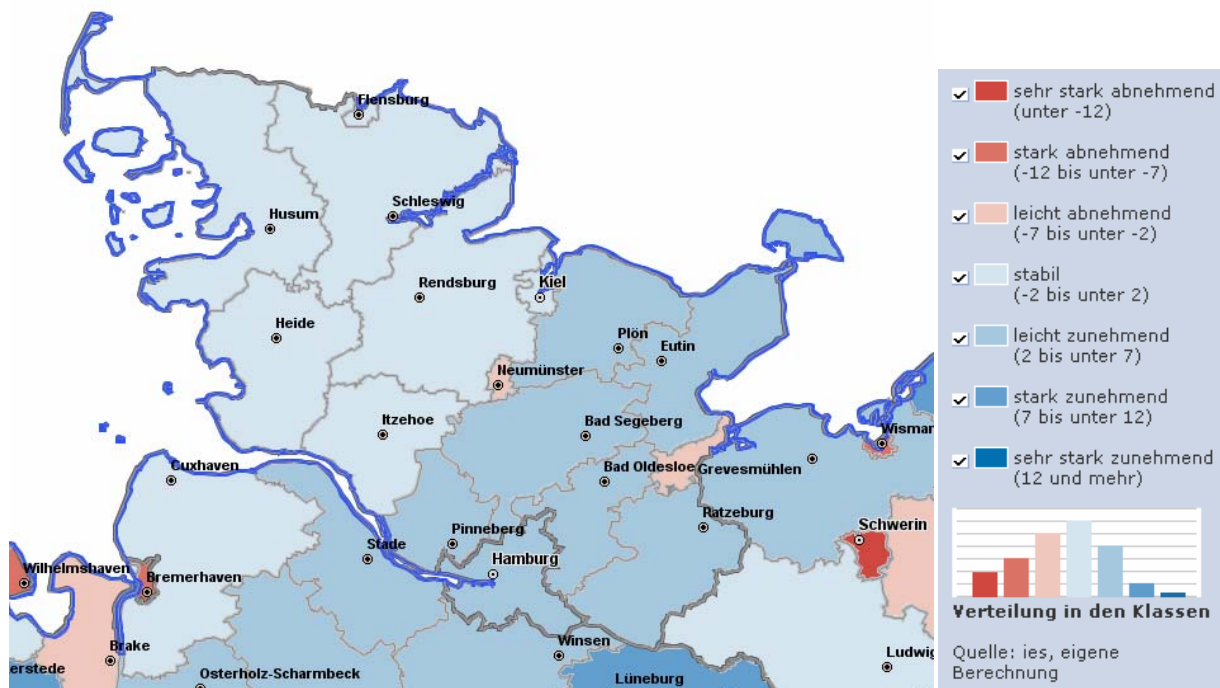 Flensburg
Schleswig
Husum
Rendsburg
Kiel
Heide
Plön
Eutin
Neumünster
Itzehoe
Bad Segeberg
Wismar
Cuxhaven
Bad Oldesloe
Grevesmühlen
Ratzeburg
Schwerin
Pinneberg
Stade
Hamburg
Wilhelmshaven
Bremerhaven
Brake
Winsen
Ludwig
erstede
Osterholz-Scharmbeck
Lüneburg
sehr stark abnehmend
(unter -12)
stark abnehmend
(-12 bis unter -7)
leicht abnehmend
(-7 bis unter -2)
stabil
(-2 bis unter 2)
leicht zunehmend
(2 bis unter 7)
stark zunehmend
(7 bis unter 12)
sehr stark zunehmend
(12 und mehr)
Verteilung in den Klassen
Quelle: ies, eigene
Berechnung